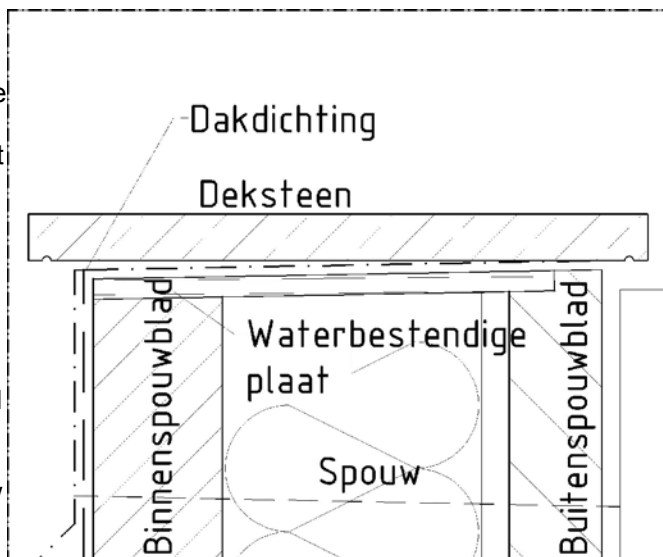 Dakdichting
Deksteen
Waterbestendige
plaat
Spouw
Binnenspouwblad
Buitenspouwblad